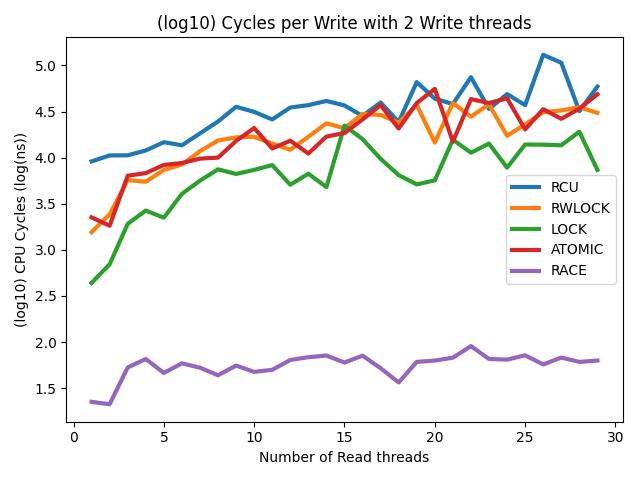 (log10) Cycles per Write with 2 Write threads
(log10) CPU Cycles (log(ns))
5.0
4.5
4.0
3.5
3.0
2.5
2.0
1.5
RCU
RWLOCK
LOCK
ATOMIC
RACE
0
5
10
15
20
25
30
Number of Read threads